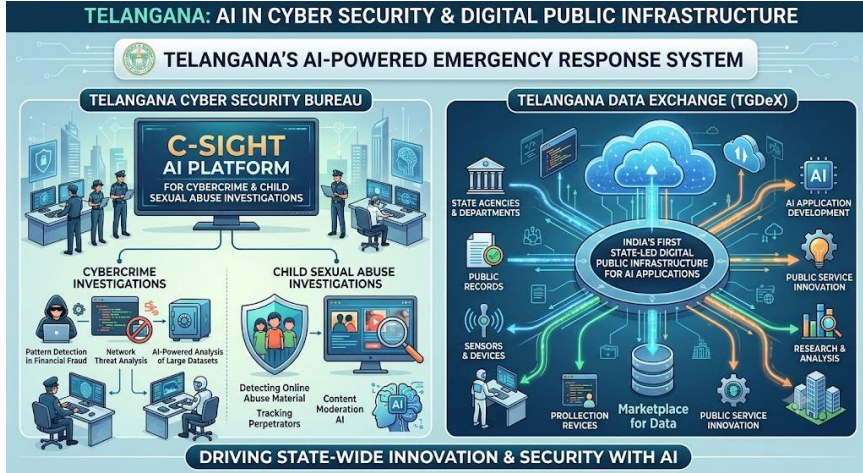 TELANGANA: AI IN CYBER SECURITY & DIGITAL PUBLIC INFRASTRUCTURE
TELANGANA'S AI-POWERED EMERGENCY RESPONSE SYSTEM
TELANGANA CYBER SECURITY BUREAU
C-SIGHT
AI PLATFORM
FOR CYBERCRIME & CHILD
SEXUAL ABUSE INVESTIGATIONS
CYBERCRIME
INVESTIGATIONS
Pattern Detection
in Financial Fraud
Network
Threat Analysis
AI-Powered Analysis
of Large Datasets
CHILD SEXUAL ABUSE
INVESTIGATIONS
Detecting Online
Abuse Material
Tracking
Perpetrators
Content
Moderation
AI
AI
TELANGANA DATA EXCHANGE (TGDeX)
STATE AGENCIES
& DEPARTMENTS
PUBLIC
RECORDS
SENSORS
& DEVICES
PROLLECTION
REVICES
INDIA'S FIRST
STATE-LED DIGITAL
PUBLIC INFRASTRUCTURE
FOR AI APPLICATIONS
Marketplace
for Data
AI
AI APPLICATION
DEVELOPMENT
PUBLIC SERVICE
INNOVATION
RESEARCH &
ANALYSIS
PUBLIC SERVICE
INNOVATION
DRIVING STATE-WIDE INNOVATION & SECURITY WITH AI